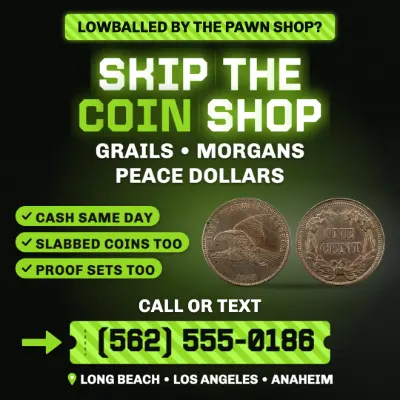 LOWBALLED BY THE PAWN SHOP?
SKIP THE
COIN SHOP
GRAILS • MORGANS
PEACE DOLLARS
CASH SAME DAY
SLABBED COINS TOO
PROOF SETS TOO
ONE
CENT
CALL OR TEXT
(562) 555-0186
LONG BEACH • LOS ANGELES • ANAHEIM